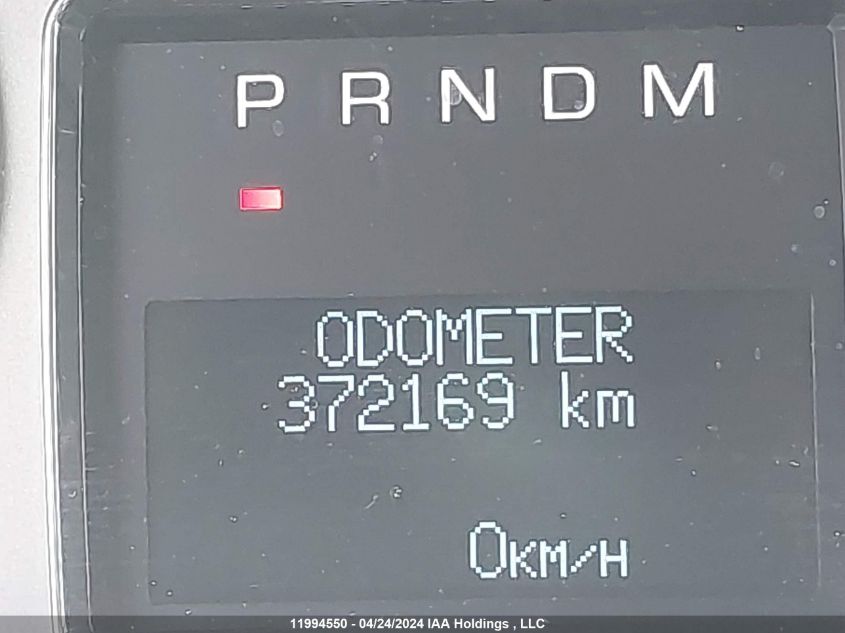 P R N D M
ODOMETER
372169 km
0KM/H
11994550 - 04/24/2024 IAA Holdings , LLC